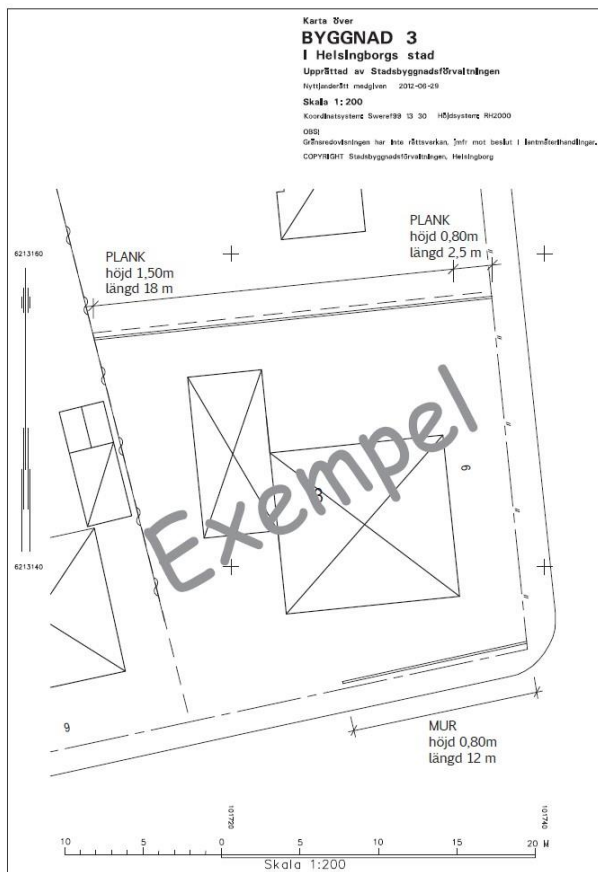 Karta över
BYGGNAD 3
I Helsingborgs stad
Upprättad av Stadsbyggnadsförvaltningen
Nyttjanderätt medgiven 2012-06-29
Skala 1:200
Koordinatsystem: Sweref99 13 30 Höjdsystem: RH2000
OBS!
Gränsredovisningen har inte rättsverkan, jmfr mot beslut i lantmäterihandlingar.
COPYRIGHT Stadsbyggnadsförvaltningen, Helsingborg
PLANK
höjd 0,80m
längd 2,5 m
6213160
PLANK
höjd 1,50m
längd 18 m
Exempel
3
6
6213140
9
MUR
höjd 0,80m
längd 12 m
101720
101740
10 5 0 5 10 15 20 M
Skala 1:200